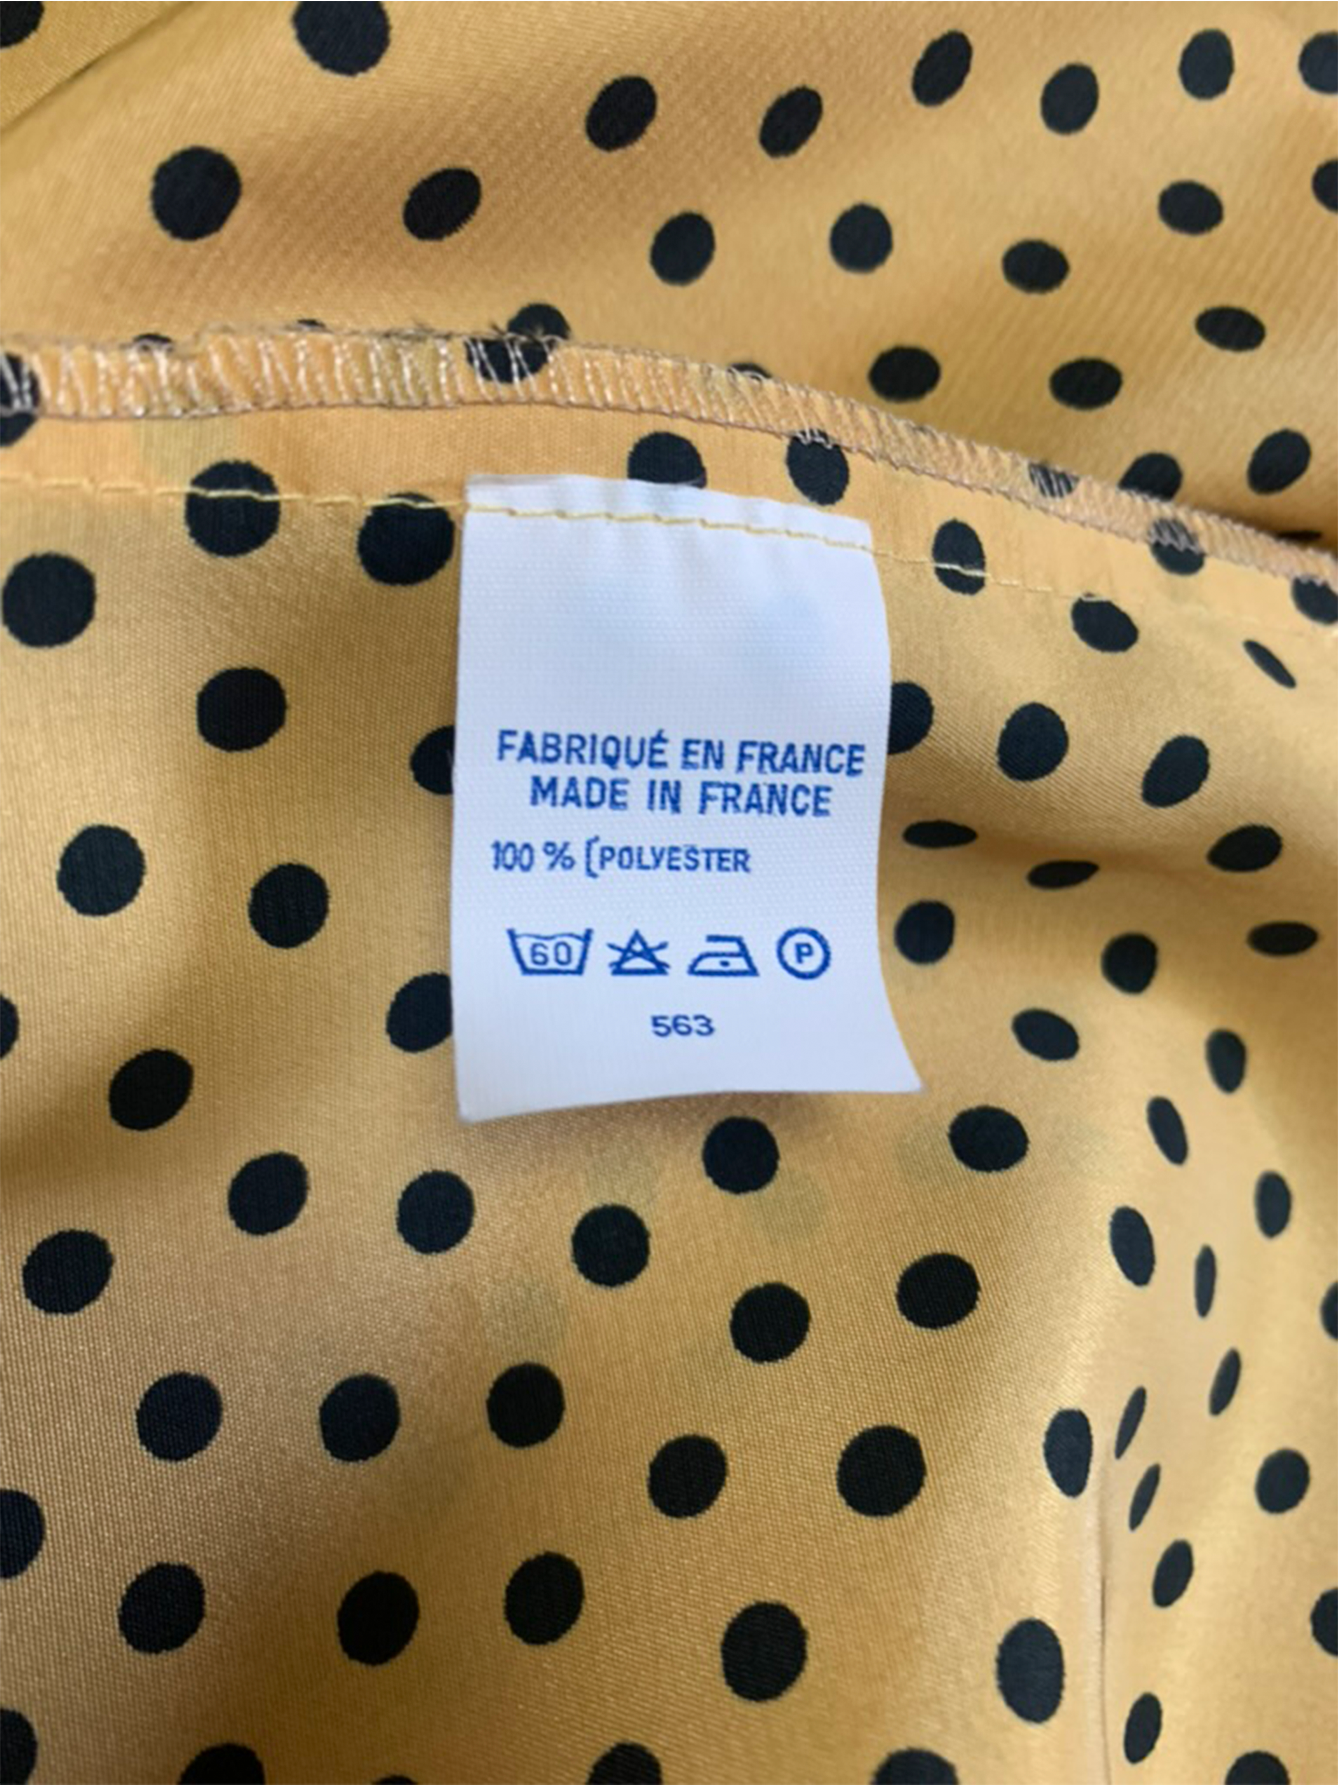 FABRIQUÉ EN FRANCE
MADE IN FRANCE
100 % [POLYESTER
60 P
563